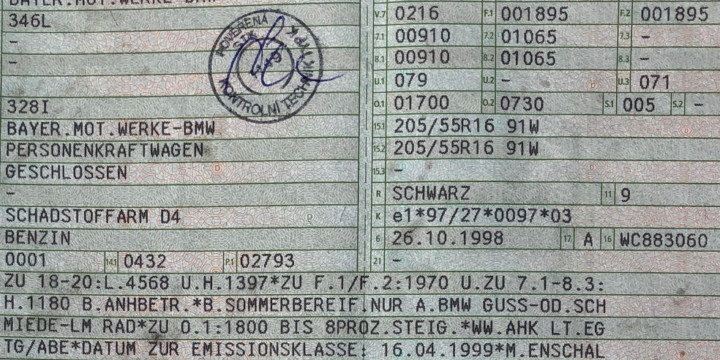 BAYER.MOT.WERKE-BMW
346L
-
-
328I
BAYER.MOT.WERKE-BMW
PERSONENKRAFTWAGEN
GESCHLOSSEN
-
SCHADSTOFFARM D4
BENZIN
0001 14.1 0432 P.1 02793
POVĚŘENÁ STK
KONTROLNÍ TECHNIK
V.7 0216 F.1 001895 F.2 001895
7.1 00910 7.2 01065 7.3 -
8.1 00910 8.2 01065 8.3 -
U.1 079 U.2 - U.3 071
O.1 01700 O.2 0730 S.1 005 S.2 -
15.1 205/55R16 91W
15.2 205/55R16 91W
15.3 -
R SCHWARZ 11 9
K e1*97/27*0097*03
6 26.10.1998 17 A 16 WC883060
21 -
ZU 18-20:L.4568 U.H.1397*ZU F.1/F.2:1970 U.ZU 7.1-8.3:
H.1180 B.ANHBETR.*B.SOMMERBEREIF.NUR A.BMW GUSS-OD.SCH
MIEDE-LM RAD*ZU O.1:1800 BIS 8PROZ.STEIG.*WW.AHK LT.EG
TG/ABE*DATUM ZUR EMISSIONSKLASSE: 16.04.1999*M.ENSCHAL